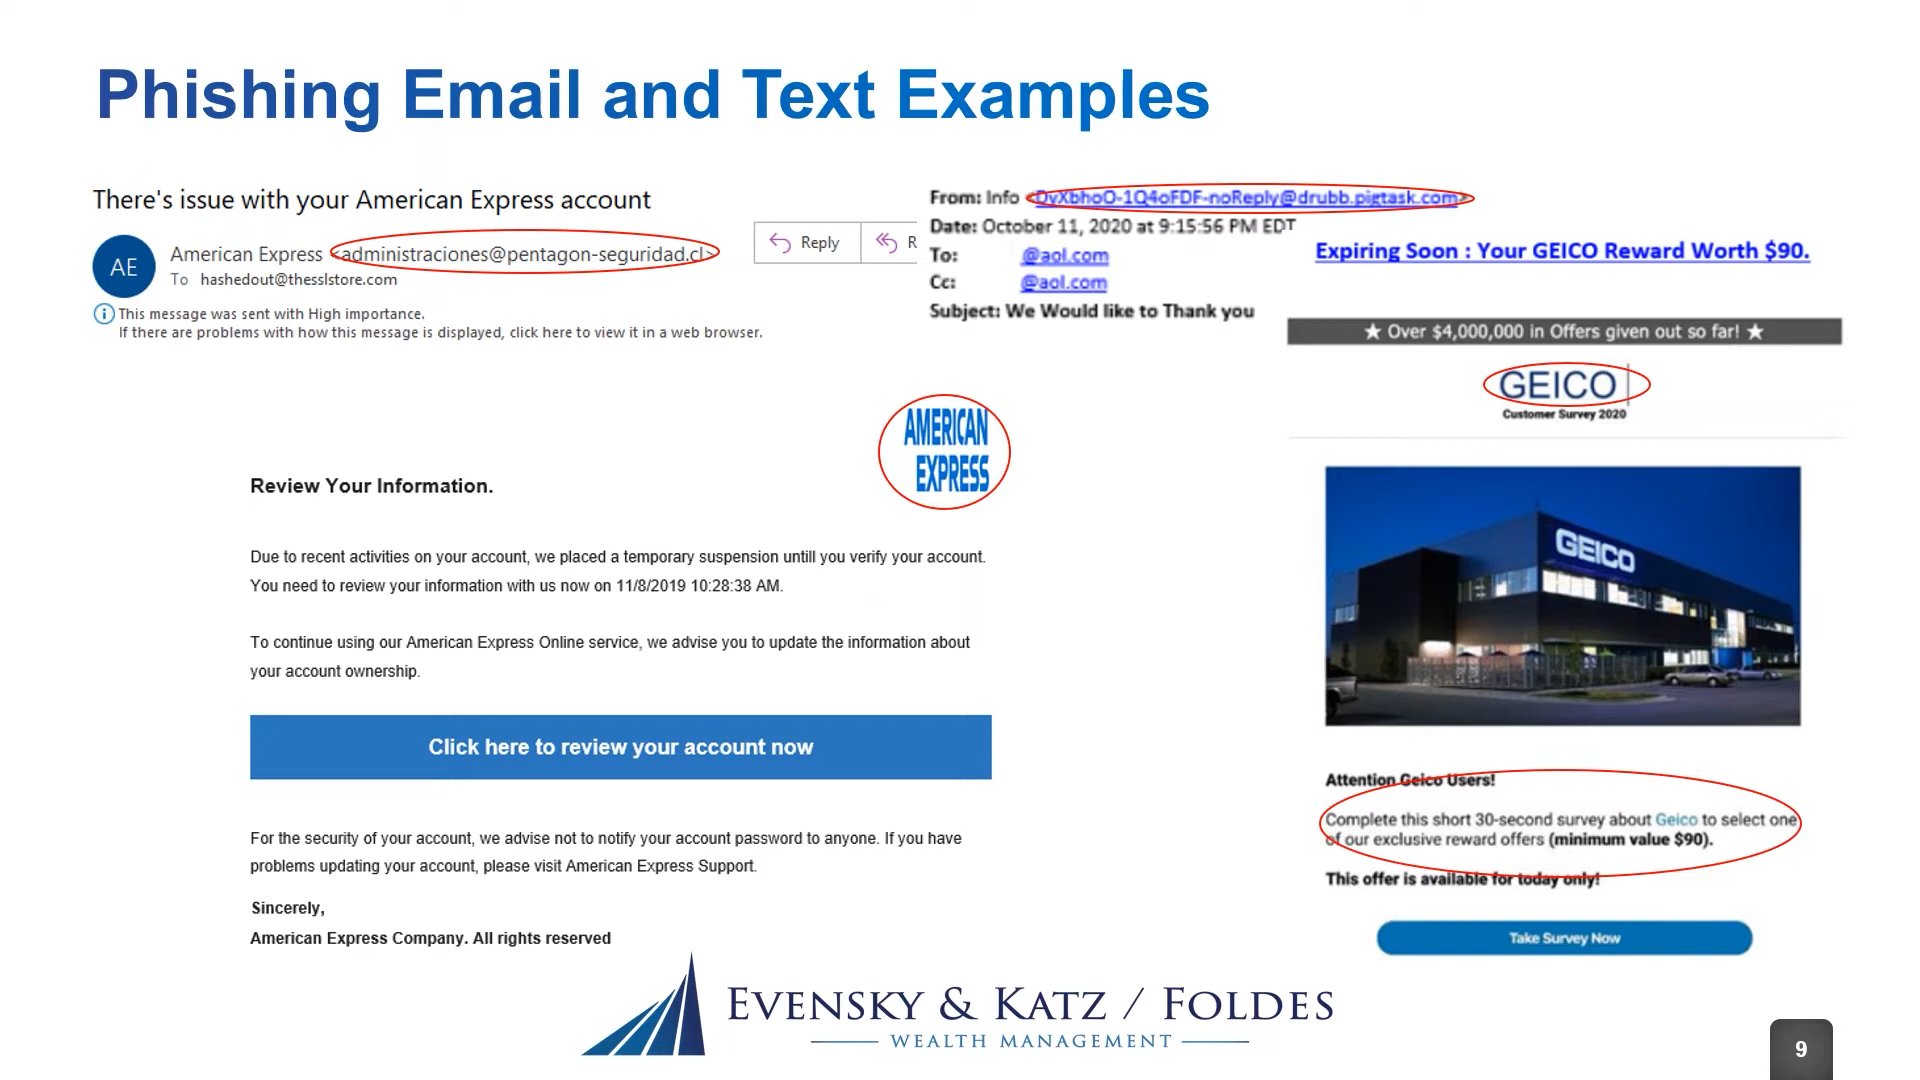 Phishing Email and Text Examples
There's issue with your American Express account
AE
American Express <administraciones@pentagon-seguridad.cl>
To hashedout@thesslstore.com
Reply
R
This message was sent with High importance.
If there are problems with how this message is displayed, click here to view it in a web browser.
AMERICAN
EXPRESS
Review Your Information.
Due to recent activities on your account, we placed a temporary suspension untill you verify your account.
You need to review your information with us now on 11/8/2019 10:28:38 AM.
To continue using our American Express Online service, we advise you to update the information about
your account ownership.
Click here to review your account now
For the security of your account, we advise not to notify your account password to anyone. If you have
problems updating your account, please visit American Express Support.
Sincerely,
American Express Company. All rights reserved
From: Info <DvXbhoO-1Q4oFDF-noReply@drubb.pigtask.com>
Date: October 11, 2020 at 9:15:56 PM EDT
To: @aol.com
Cc: @aol.com
Subject: We Would like to Thank you
Expiring Soon : Your GEICO Reward Worth $90.
★ Over $4,000,000 in Offers given out so far! ★
GEICO
Customer Survey 2020
GEICO
Attention Geico Users!
Complete this short 30-second survey about Geico to select one
of our exclusive reward offers (minimum value $90).
This offer is available for today only!
Take Survey Now
EVENSKY & KATZ / FOLDES
WEALTH MANAGEMENT
9